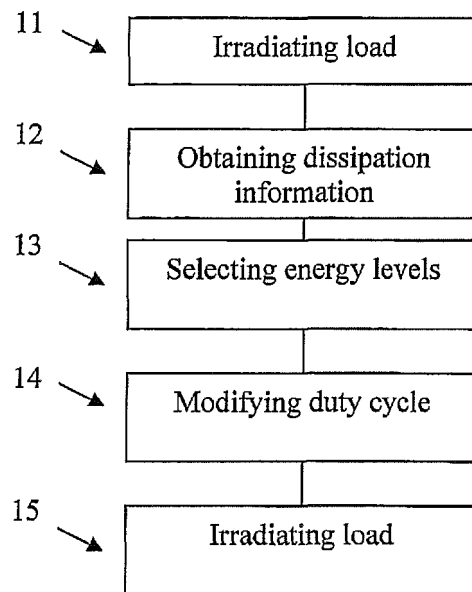 11
Irradiating load
12
Obtaining dissipation
information
13
Selecting energy levels
14
Modifying duty cycle
15
Irradiating load